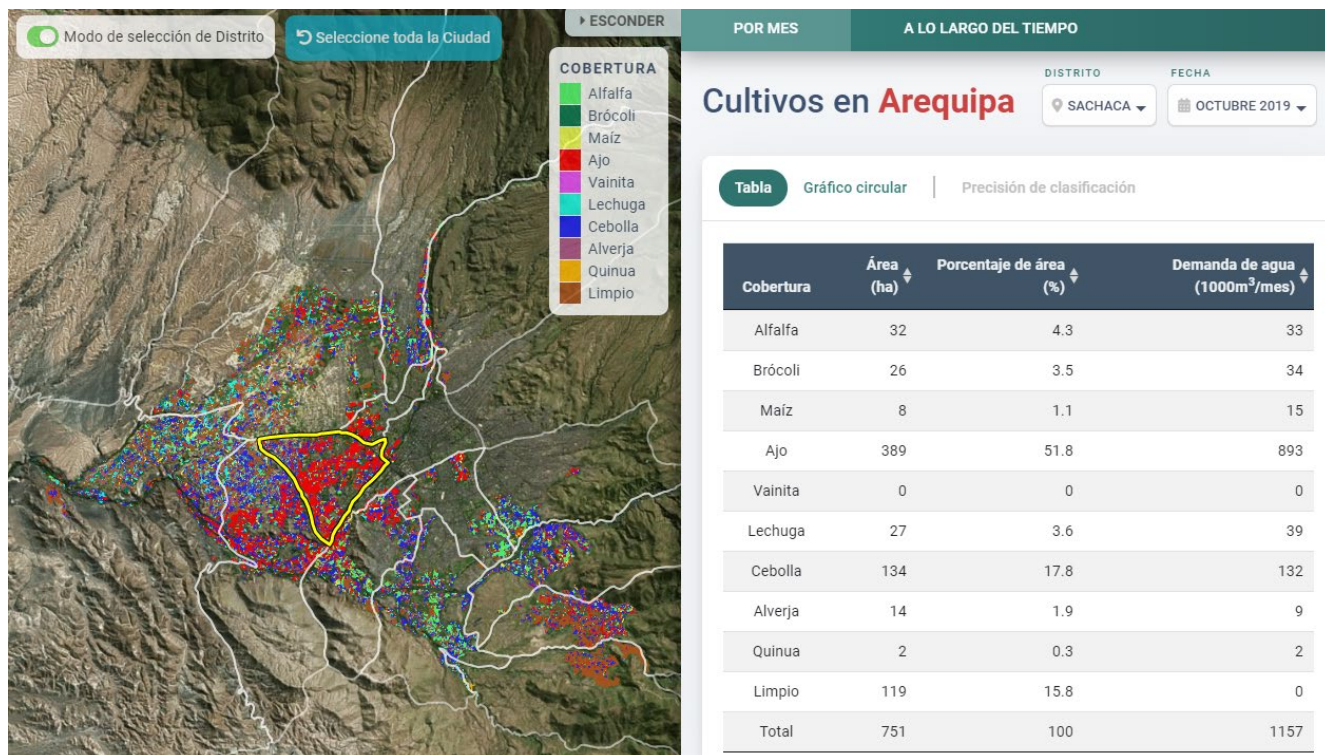 Modo de selección de Distrito
Seleccione toda la Ciudad
ESCONDER
COBERTURA
Alfalfa
Brócoli
Maíz
Ajo
Vainita
Lechuga
Cebolla
Alverja
Quinua
Limpio
POR MES A LO LARGO DEL TIEMPO
Cultivos en Arequipa
DISTRITO
SACHACA
FECHA
OCTUBRE 2019
Tabla Gráfico circular Precisión de clasificación
Cobertura Área (ha) Porcentaje de área (%) Demanda de agua (1000m³/mes)
Alfalfa 32 4.3 33
Brócoli 26 3.5 34
Maíz 8 1.1 15
Ajo 389 51.8 893
Vainita 0 0 0
Lechuga 27 3.6 39
Cebolla 134 17.8 132
Alverja 14 1.9 9
Quinua 2 0.3 2
Limpio 119 15.8 0
Total 751 100 1157